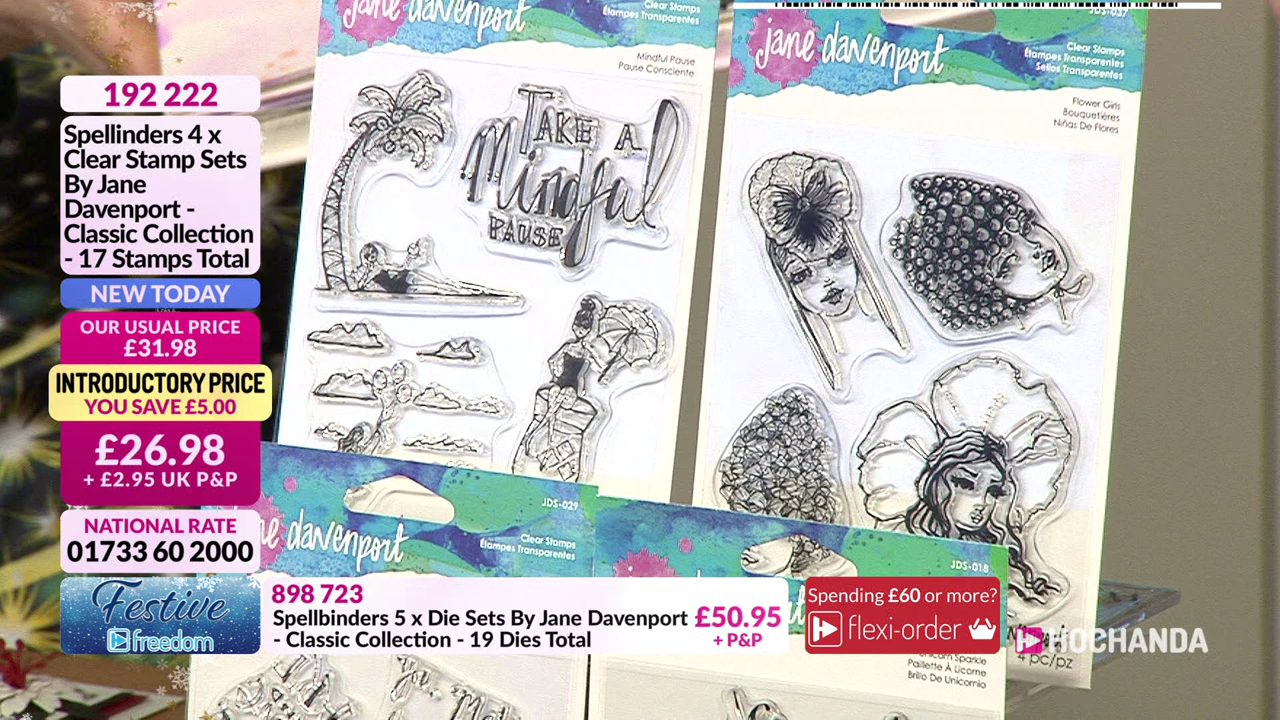 192 222
Spellinders 4 x
Clear Stamp Sets
By Jane
Davenport -
Classic Collection
- 17 Stamps Total
NEW TODAY
OUR USUAL PRICE
£31.98
INTRODUCTORY PRICE
YOU SAVE £5.00
£26.98
+ £2.95 UK P&P
NATIONAL RATE
01733 60 2000
Festive
freedom
898 723
Spellbinders 5 x Die Sets By Jane Davenport
- Classic Collection - 19 Dies Total
£50.95
+ P&P
Spending £60 or more?
flexi-order
HOCHANDA
jane davenport
Clear Stamps
Étampes Transparentes
Mindful Pause
Pause Consciente
TAKE A
Mindful
PAUSE
JDS-037
jane davenport
Clear Stamps
Étampes Transparentes
Sellos Transparentes
Flower Girls
Bouquetières
Niñas De Flores
4 pc/pz
JDS-029
jane davenport
Clear Stamps
Étampes Transparentes
JDS-018
Unicorn Sparkle
Paillette À Licorne
Brillo De Unicornio